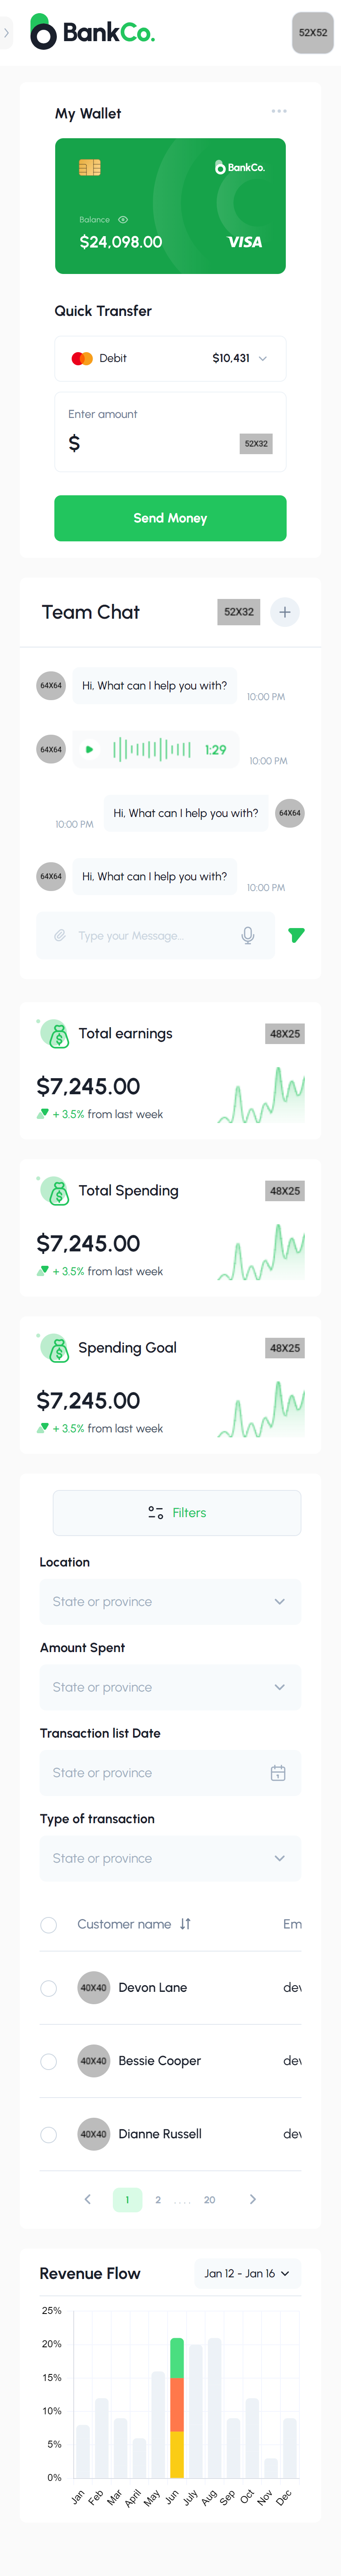 BankCo.
52X52
My Wallet
BankCo.
Balance
$24,098.00
VISA
Quick Transfer
Debit
$10,431
Enter amount
$
52X32
Send Money
Team Chat
52X32
64X64
Hi, What can I help you with?
10:00 PM
64X64
1:29
10:00 PM
10:00 PM
Hi, What can I help you with?
64X64
64X64
Hi, What can I help you with?
10:00 PM
Type your Message...
Total earnings
48X25
$7,245.00
+ 3.5% from last week
Total Spending
48X25
$7,245.00
+ 3.5% from last week
Spending Goal
48X25
$7,245.00
+ 3.5% from last week
Filters
Location
State or province
Amount Spent
State or province
Transaction list Date
State or province
Type of transaction
State or province
Customer name
Em
40X40
Devon Lane
dev
40X40
Bessie Cooper
dev
40X40
Dianne Russell
dev
1
2
. . . .
20
Revenue Flow
Jan 12 - Jan 16
25%
20%
15%
10%
5%
0%
Jan
Feb
Mar
April
May
Jun
July
Aug
Sep
Oct
Nov
Dec